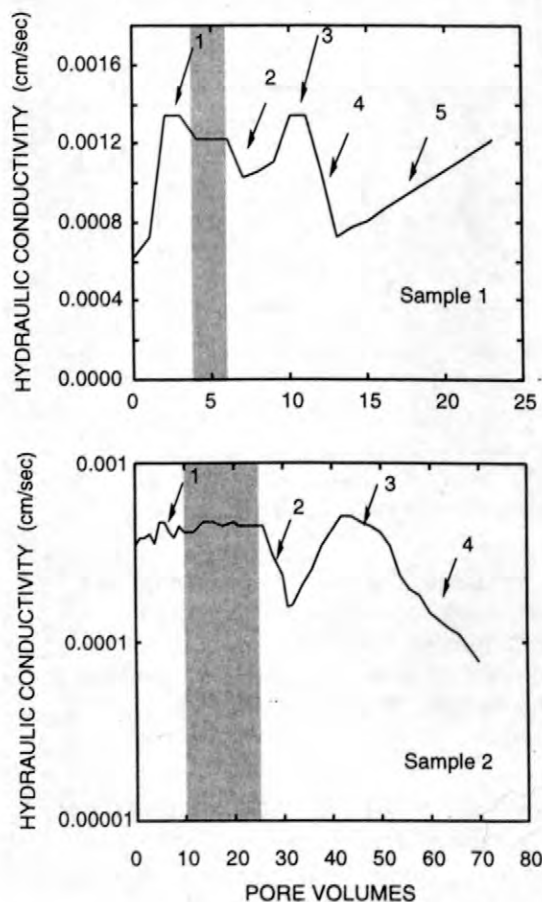 HYDRAULIC CONDUCTIVITY (cm/sec)
0.0016
0.0012
0.0008
0.0004
0.0000
1
2
3
4
5
Sample 1
0 5 10 15 20 25
HYDRAULIC CONDUCTIVITY (cm/sec)
0.001
0.0001
0.00001
1
2
3
4
Sample 2
0 10 20 30 40 50 60 70 80
PORE VOLUMES